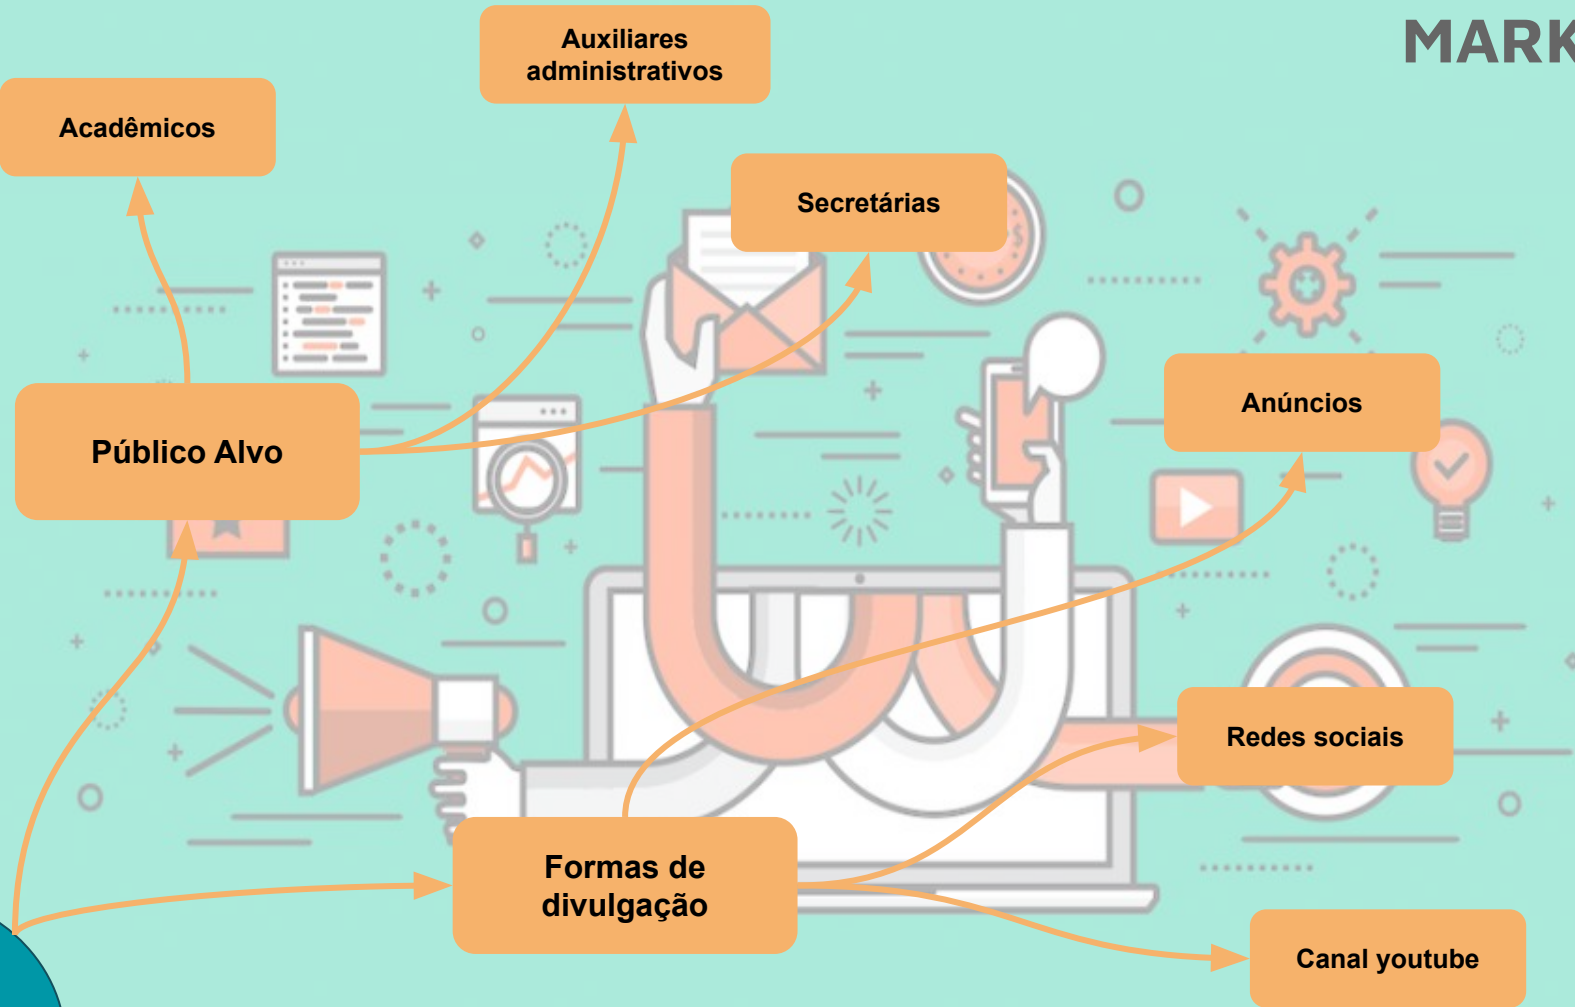 MARK
Auxiliares
administrativos
Acadêmicos
Secretárias
Anúncios
Público Alvo
Redes sociais
Formas de
divulgação
Canal youtube